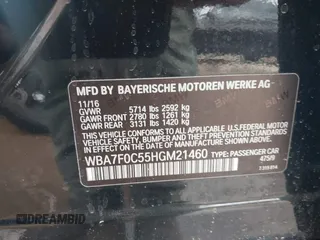 MFD BY BAYERISCHE MOTOREN WERKE AG
11/16
GVWR 5714 lbs 2592 kg
GAWR FRONT 2780 lbs 1261 kg
GAWR REAR 3131 lbs 1420 kg
THIS VEHICLE CONFORMS TO ALL APPLICABLE
U.S. FEDERAL MOTOR VEHICLE SAFETY, BUMPER, AND
THEFT PREVENTION STANDARDS IN EFFECT ON THE DATE
OF MANUFACTURE SHOWN ABOVE.
WBA7F0C55HGM21460 TYPE: PASSENGER CAR
475/9
DREAMBID